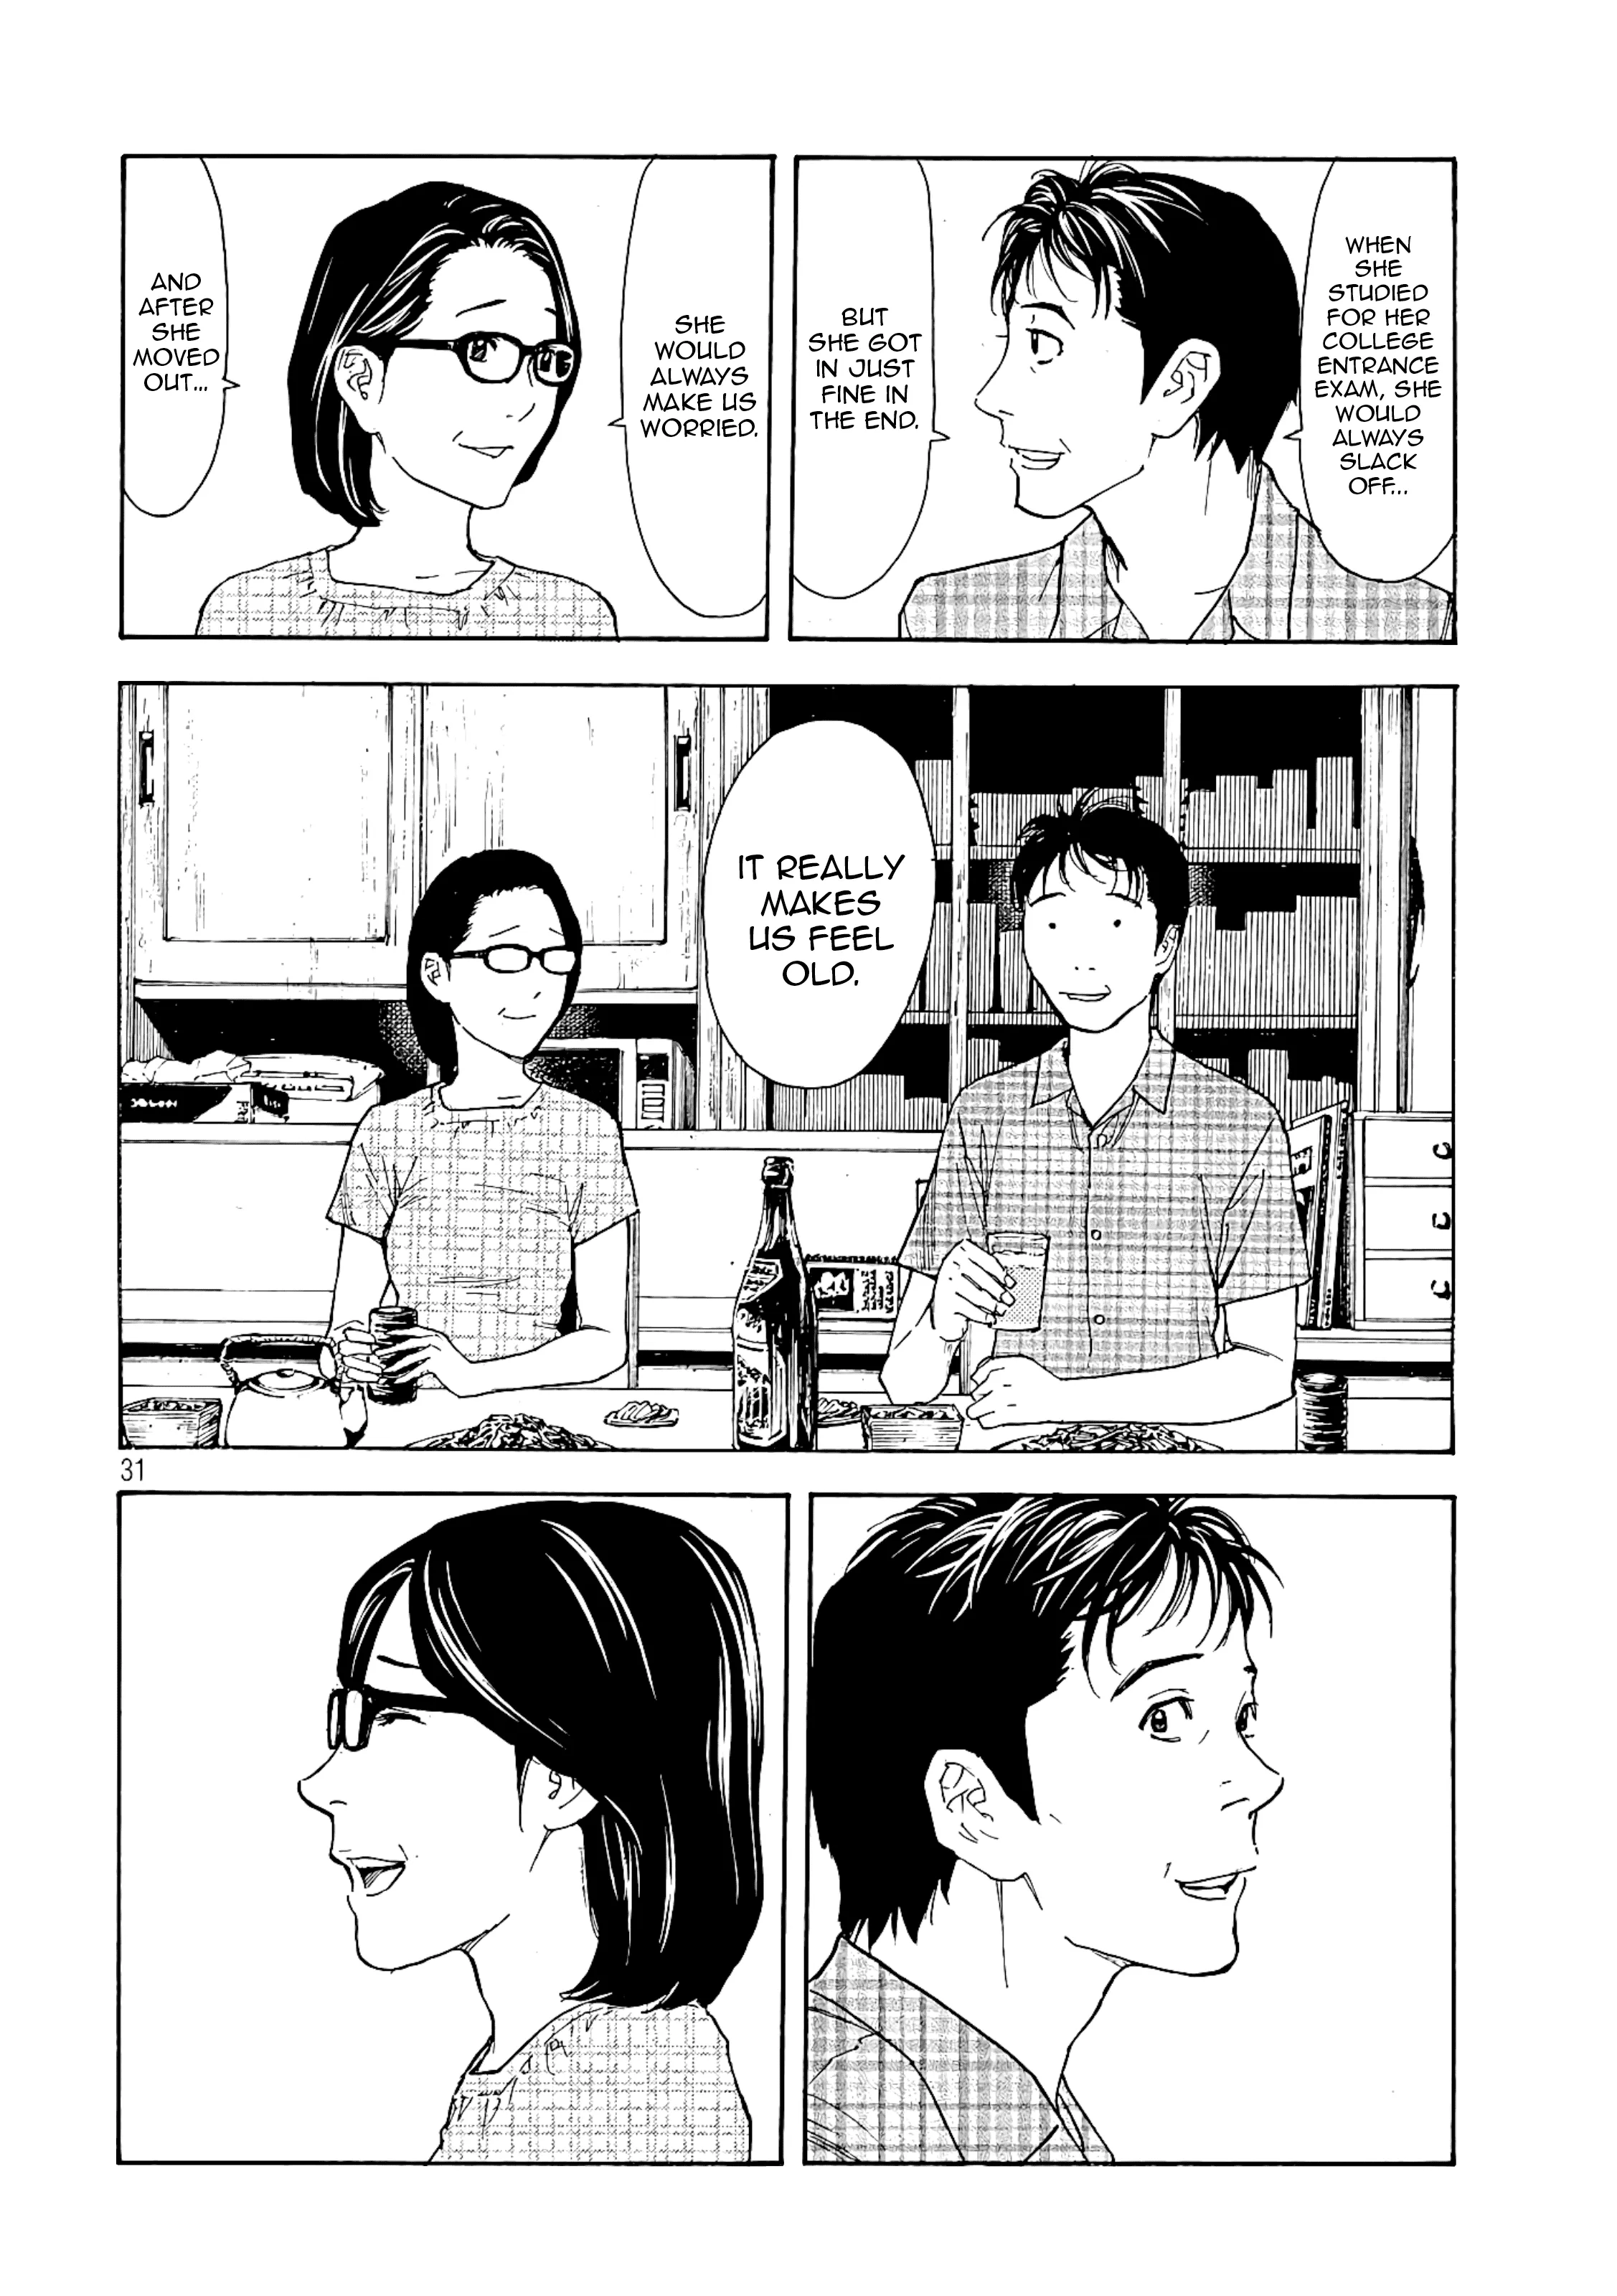 WHEN
SHE
STUDIED
FOR HER
COLLEGE
ENTRANCE
EXAM, SHE
WOULD
ALWAYS
SLACK
OFF...
BUT
SHE GOT
IN JUST
FINE IN
THE END.
SHE
WOULD
ALWAYS
MAKE US
WORRIED.
AND
AFTER
SHE
MOVED
OUT...
IT REALLY
MAKES
US FEEL
OLD.
31